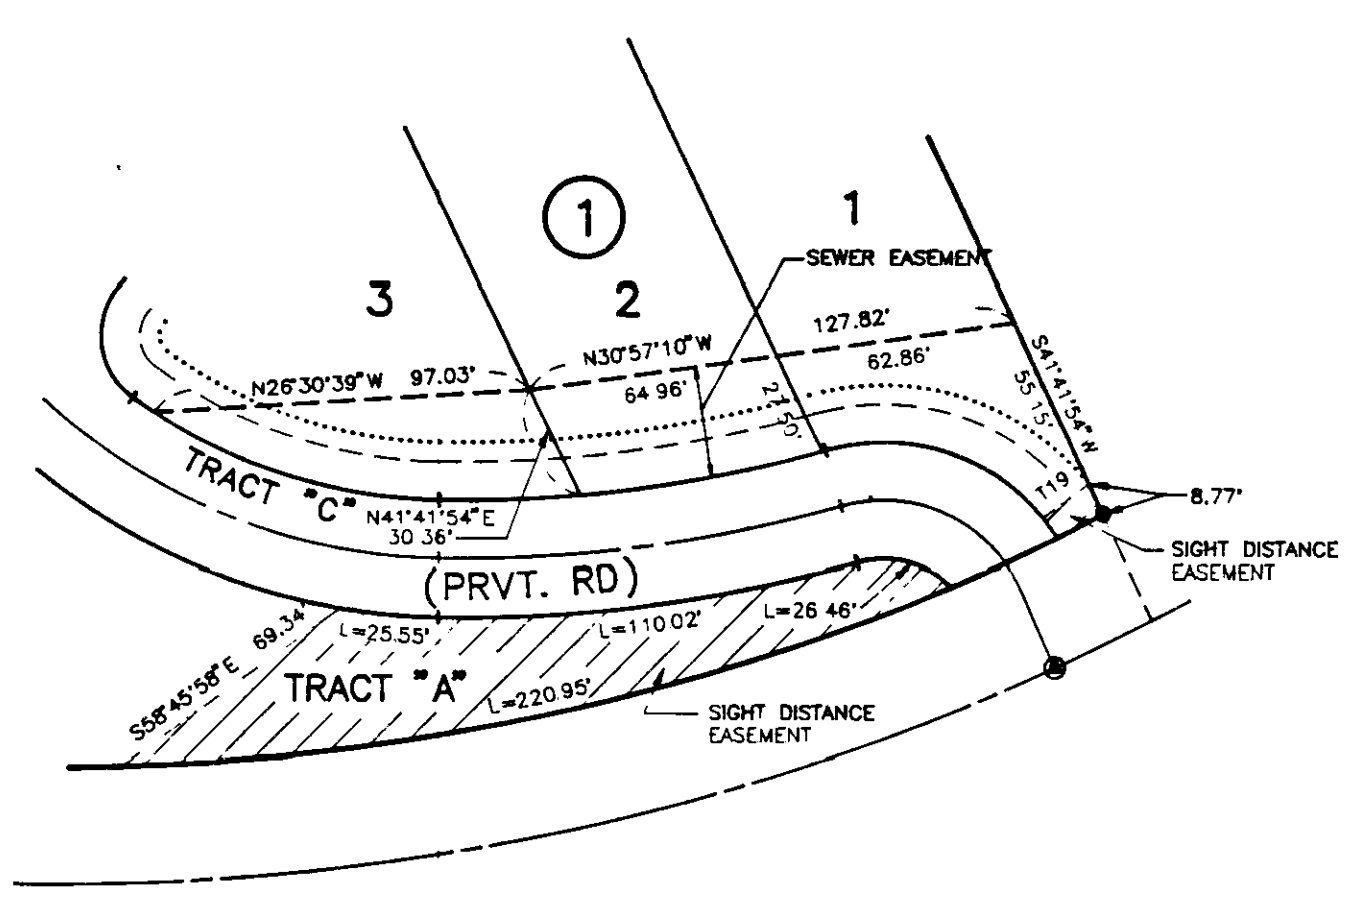 1
1
SEWER EASEMENT
3
2
127.82'
N30°57'10"W
62.86'
S41°41'54"W
55 15'
N26°30'39"W 97.03'
64 96'
21.50'
TRACT "C"
T19
8.77'
N41°41'54"E
30 36'
SIGHT DISTANCE
EASEMENT
(PRVT. RD)
L=25.55'
L=110.02'
L=26 46'
69.34'
S58°45'58"E
TRACT "A"
L=220.95'
SIGHT DISTANCE
EASEMENT